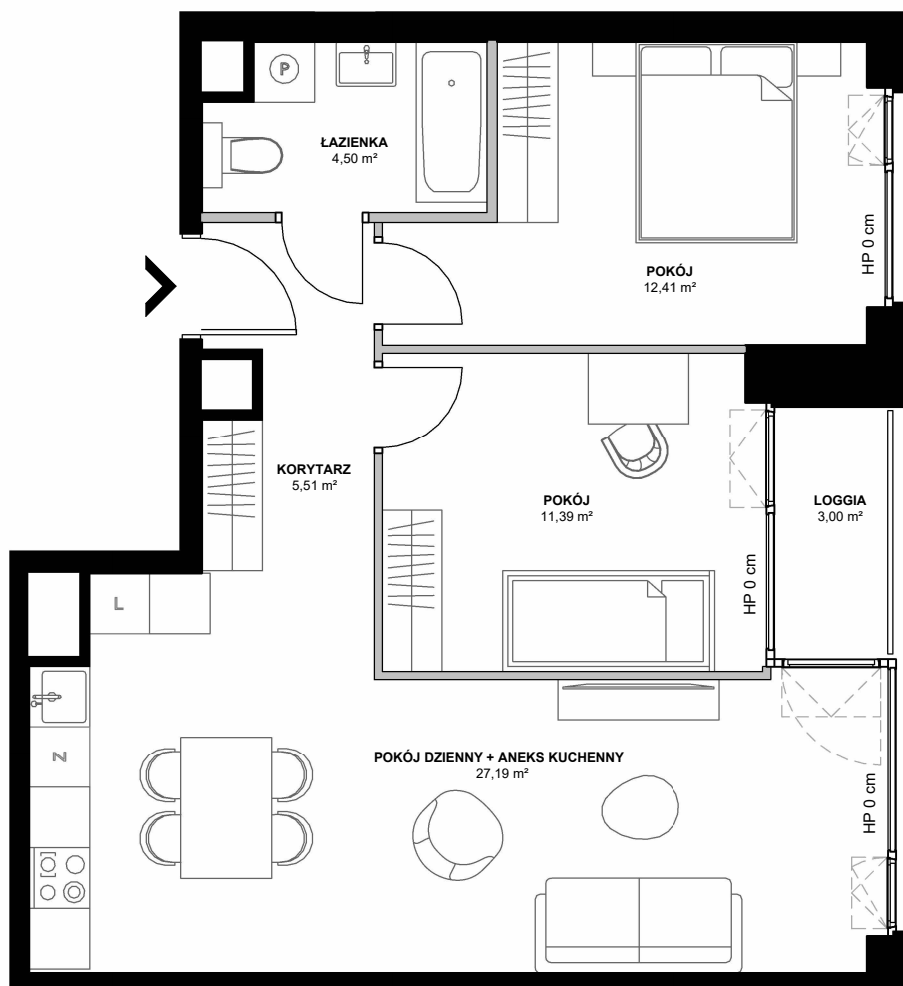 P
ŁAZIENKA
4,50 m²
POKÓJ
12,41 m²
HP 0 cm
KORYTARZ
5,51 m²
POKÓJ
11,39 m²
HP 0 cm
LOGGIA
3,00 m²
L
N
POKÓJ DZIENNY + ANEKS KUCHENNY
27,19 m²
HP 0 cm